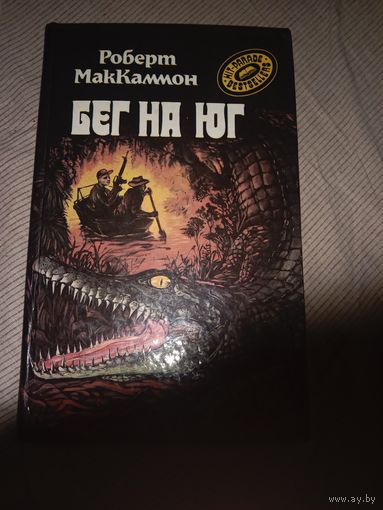 Роберт
МакКаммон
HIT-PARADE
BESTSELLERS
БЕГ НА ЮГ
www.ay.by